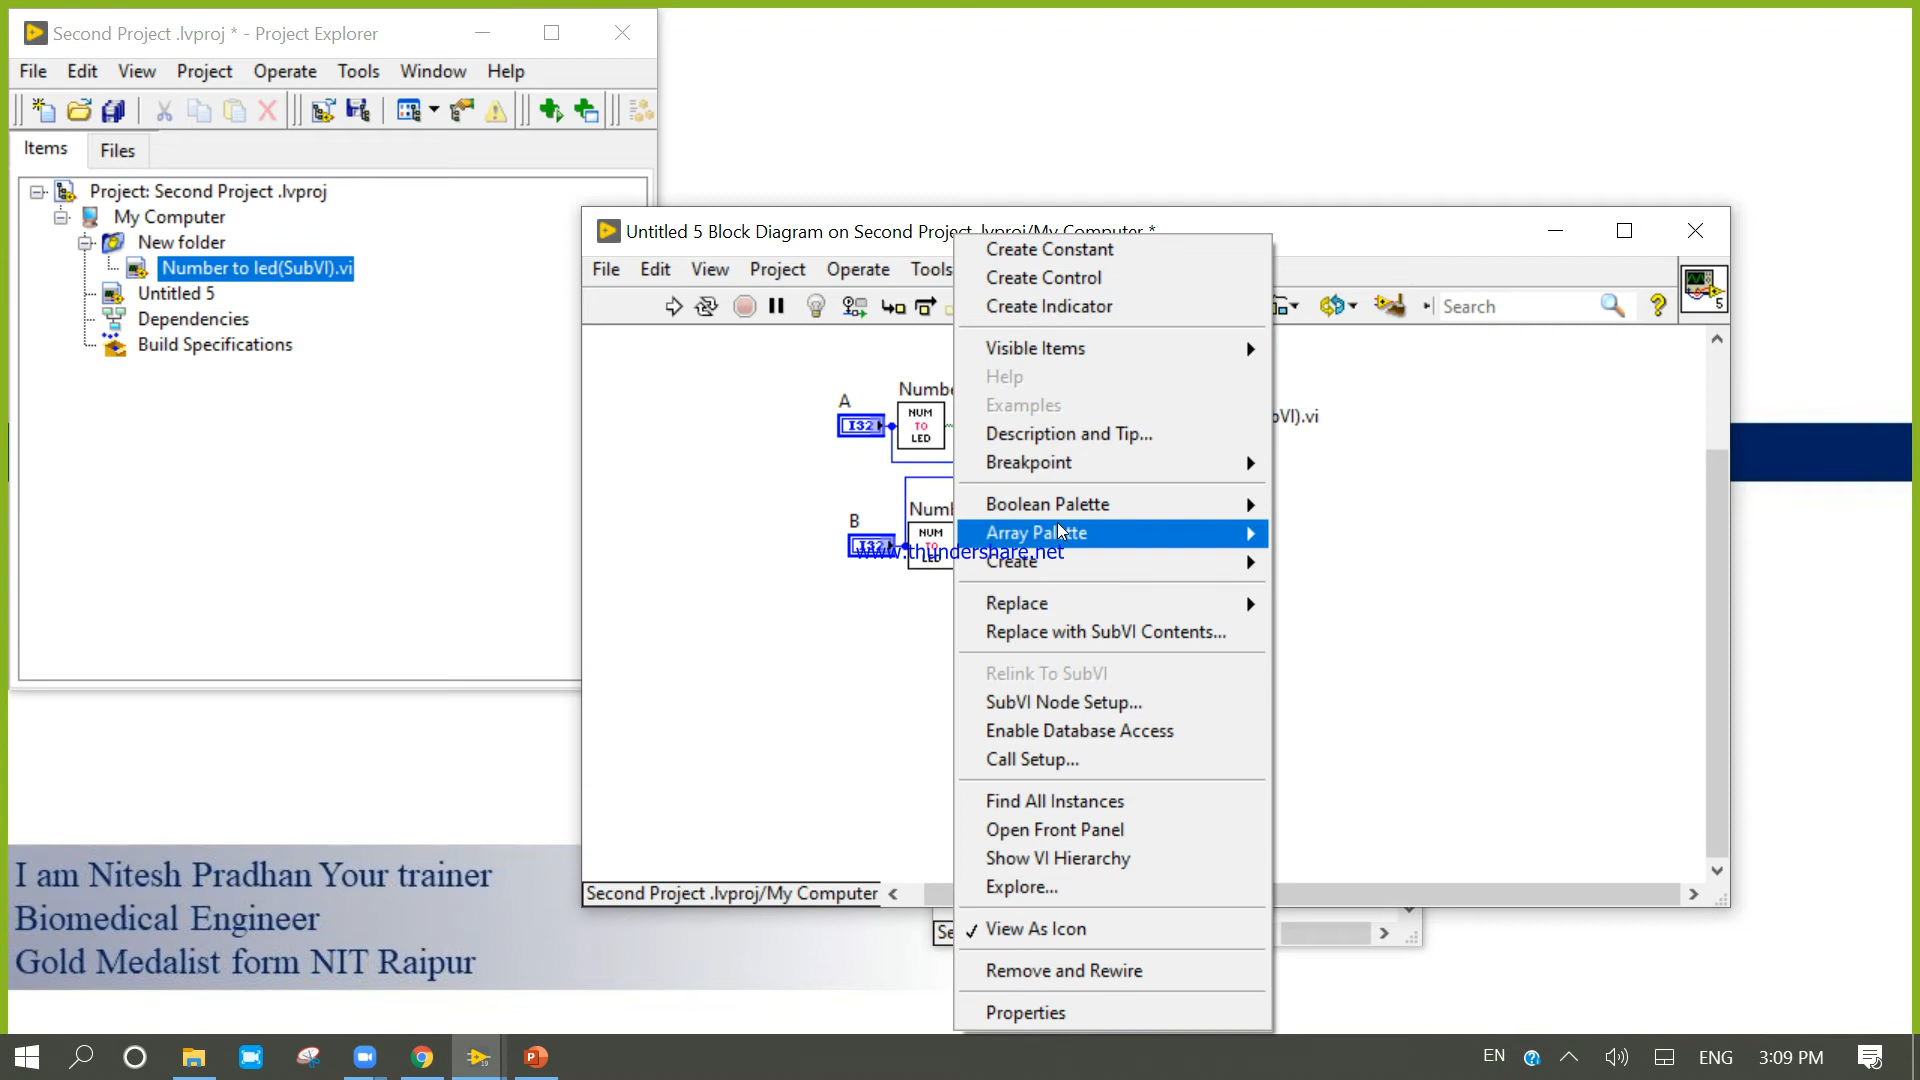 Second Project .lvproj * - Project Explorer
File Edit View Project Operate Tools Window Help
Items Files
Project: Second Project .lvproj
My Computer
New folder
Number to led(SubVI).vi
Untitled 5
Dependencies
Build Specifications
Untitled 5 Block Diagram on Second Project .lvproj/My Computer *
File Edit View Project Operate Tools
Search
5
A
I32
NUM
TO
LED
B
I32
NUM
TO
LED
bVI).vi
www.thundershare.net
Create Constant
Create Control
Create Indicator
Visible Items
Help
Examples
Description and Tip...
Breakpoint
Boolean Palette
Array Palette
Create
Replace
Replace with SubVI Contents...
Relink To SubVI
SubVI Node Setup...
Enable Database Access
Call Setup...
Find All Instances
Open Front Panel
Show VI Hierarchy
Explore...
View As Icon
Remove and Rewire
Properties
Second Project .lvproj/My Computer
Se
I am Nitesh Pradhan Your trainer
Biomedical Engineer
Gold Medalist form NIT Raipur
EN
ENG
3:09 PM